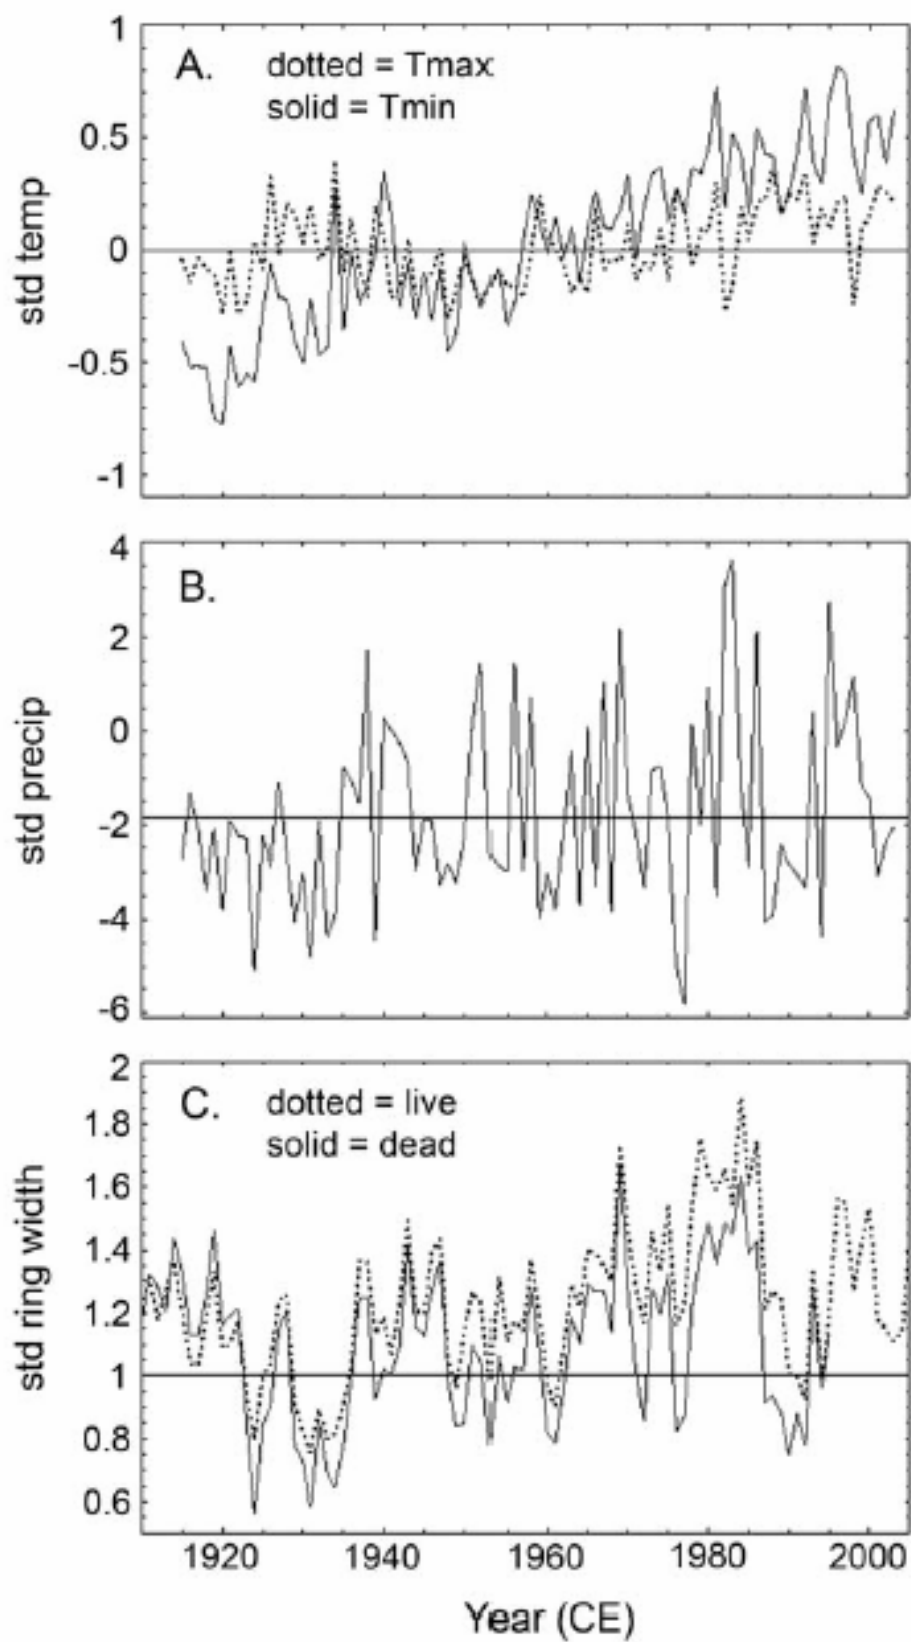 1
A. dotted = Tmax
solid = Tmin
0.5
std temp
0
-0.5
-1
4
B.
2
0
std precip
-2
-4
-6
2
C. dotted = live
solid = dead
1.8
1.6
std ring width
1.4
1.2
1
0.8
0.6
1920 1940 1960 1980 2000
Year (CE)